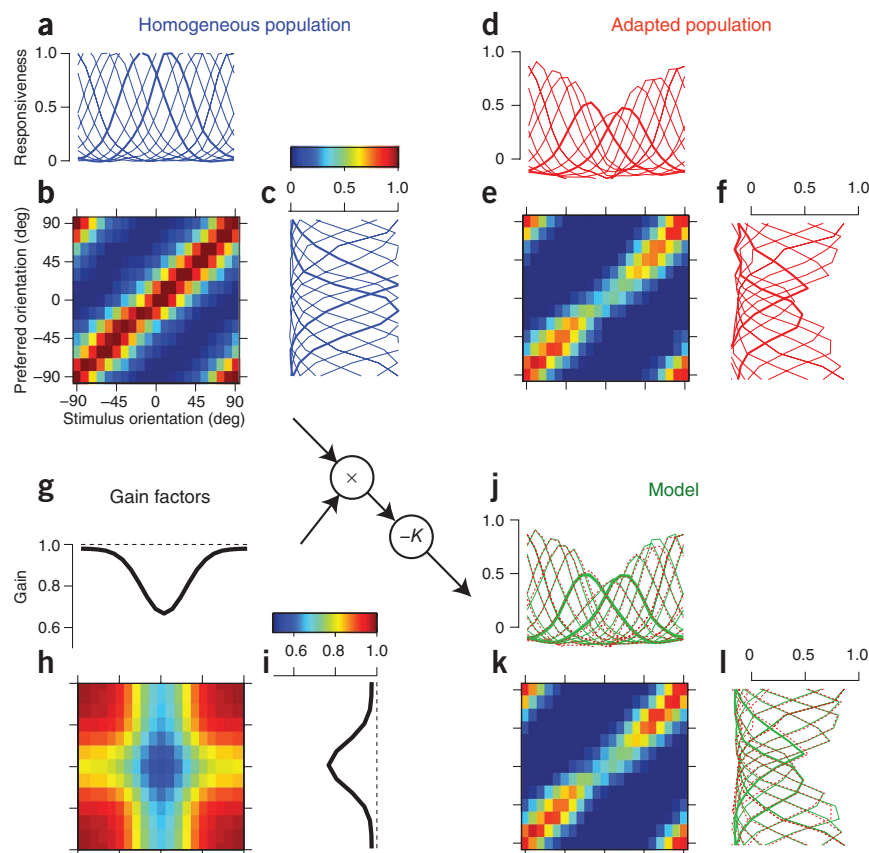 a
Homogeneous population
Responsiveness
1.0
0.5
0
0 0.5 1.0
b
Preferred orientation (deg)
90
45
0
−45
−90
−90 −45 0 45 90
Stimulus orientation (deg)
c
d
Adapted population
1.0
0.5
0
e
f
0 0.5 1.0
g
Gain factors
Gain
1.0
0.8
0.6
×
−K
h
i
0.6 0.8 1.0
j
Model
1.0
0.5
0
k
l
0 0.5 1.0